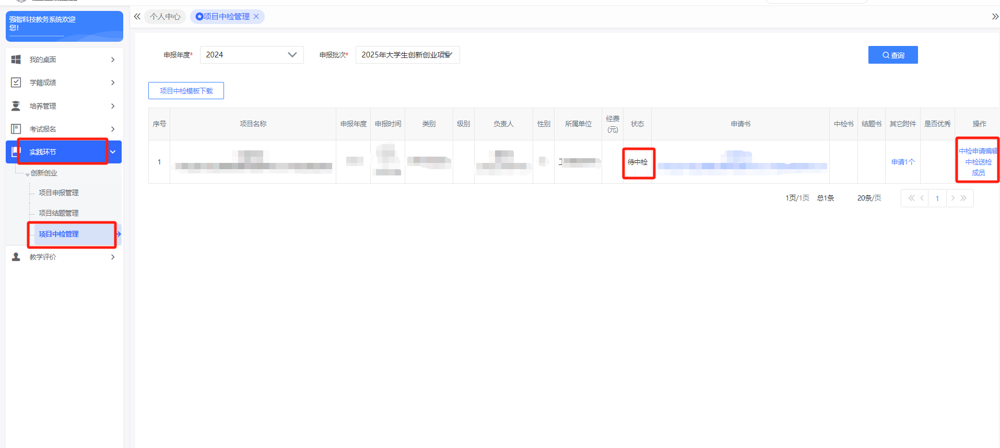 强智科技教务系统欢迎
您!
个人中心
项目中检管理
我的桌面
学籍成绩
培养管理
考试报名
实践环节
创新创业
项目申报管理
项目结题管理
项目中检管理
教学评价
申报年度* 2024 申报批次* 2025年大学生创新创业项目 查询
项目中检模板下载
序号 项目名称 申报年度 申报时间 类别 级别 负责人 性别 所属单位 经费(元) 状态 申请书 中检书 结题书 其它附件 是否优秀 操作
1 待中检 申请1个 中检申请编辑
中检送检
成员
1页/1页 总1条 20条/页 1